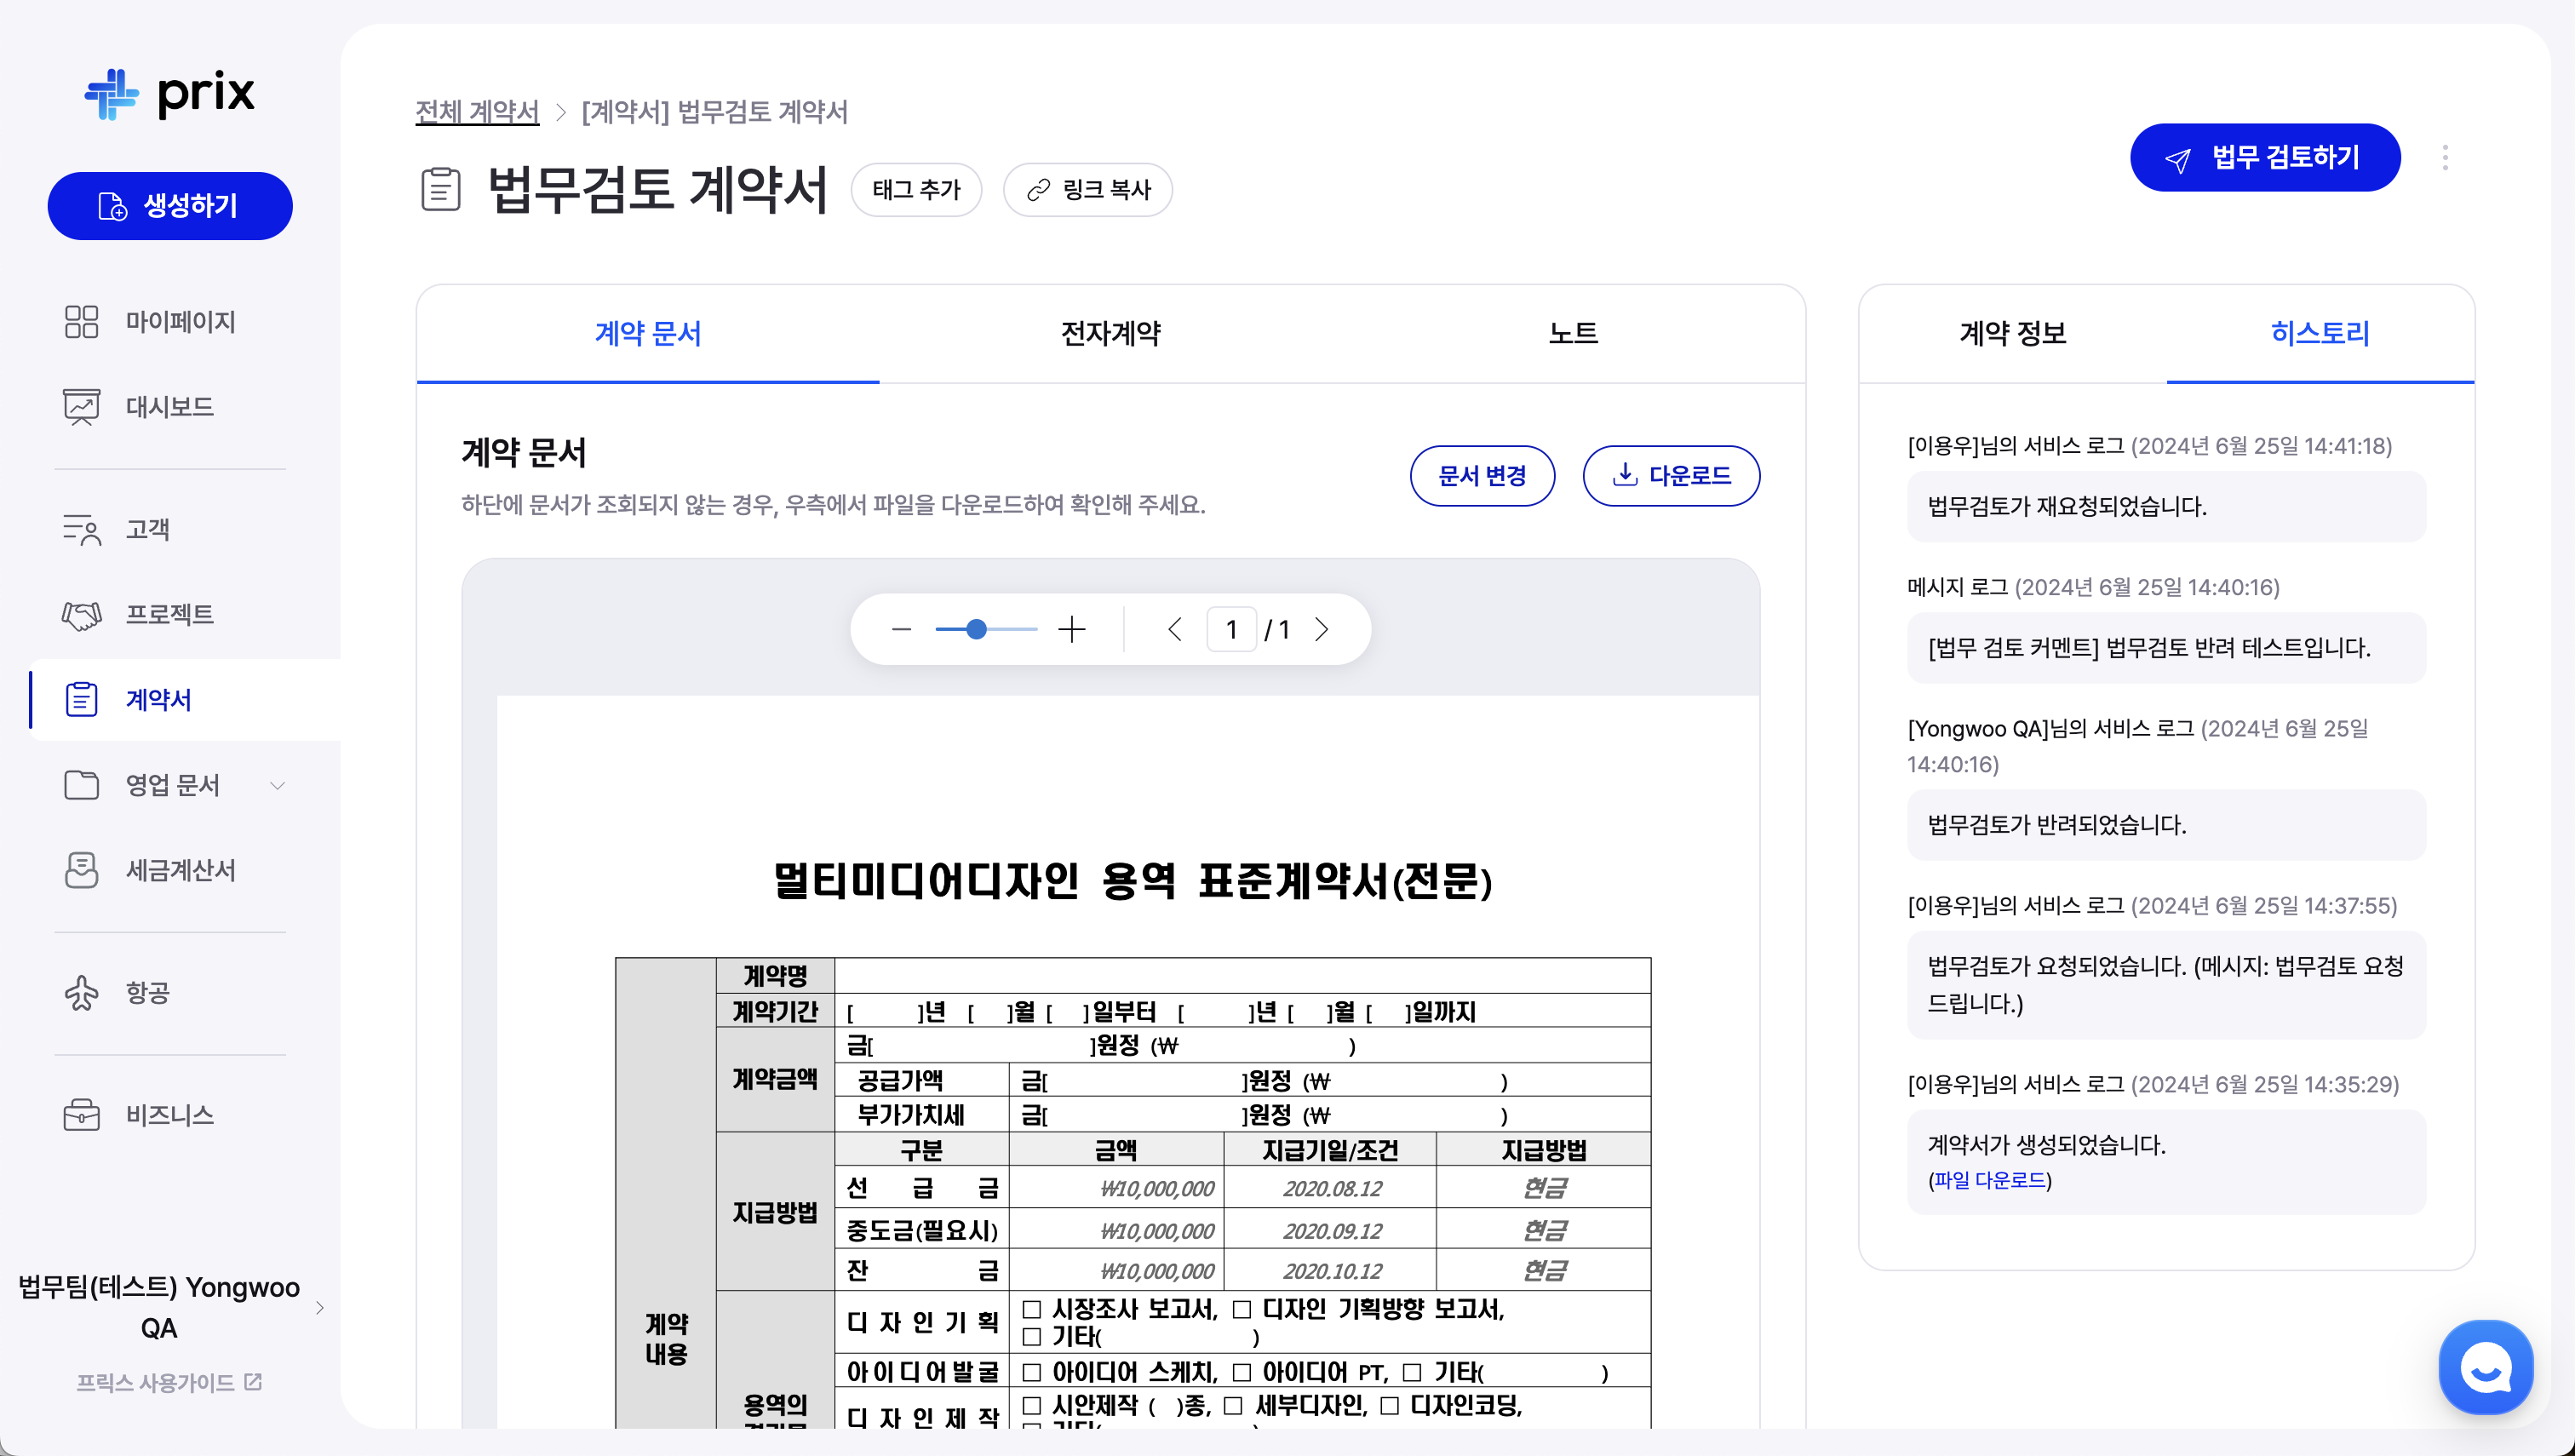 prix
생성하기
마이페이지
대시보드
고객
프로젝트
계약서
영업 문서
세금계산서
항공
비즈니스
법무팀(테스트) Yongwoo
QA
프릭스 사용가이드
전체 계약서 > [계약서] 법무검토 계약서
법무검토 계약서 태그 추가 링크 복사
법무 검토하기
계약 문서 전자계약 노트
계약 문서
하단에 문서가 조회되지 않는 경우, 우측에서 파일을 다운로드하여 확인해 주세요.
문서 변경 다운로드
1 / 1
멀티미디어디자인 용역 표준계약서(전문)
계약
내용
계약명
계약기간 [ ]년 [ ]월 [ ]일부터 [ ]년 [ ]월 [ ]일까지
계약금액
금[ ]원정 (₩ )
공급가액 금[ ]원정 (₩ )
부가가치세 금[ ]원정 (₩ )
지급방법
구분 금액 지급기일/조건 지급방법
선 급 금 ₩10,000,000 2020.08.12 현금
중도금(필요시) ₩10,000,000 2020.09.12 현금
잔 금 ₩10,000,000 2020.10.12 현금
용역의
디 자 인 기 획 □ 시장조사 보고서, □ 디자인 기획방향 보고서,
□ 기타( )
아이디어발굴 □ 아이디어 스케치, □ 아이디어 PT, □ 기타( )
디 자 인 제 작 □ 시안제작 ( )종, □ 세부디자인, □ 디자인코딩,
계약 정보 히스토리
[이용우]님의 서비스 로그 (2024년 6월 25일 14:41:18)
법무검토가 재요청되었습니다.
메시지 로그 (2024년 6월 25일 14:40:16)
[법무 검토 커멘트] 법무검토 반려 테스트입니다.
[Yongwoo QA]님의 서비스 로그 (2024년 6월 25일
14:40:16)
법무검토가 반려되었습니다.
[이용우]님의 서비스 로그 (2024년 6월 25일 14:37:55)
법무검토가 요청되었습니다. (메시지: 법무검토 요청
드립니다.)
[이용우]님의 서비스 로그 (2024년 6월 25일 14:35:29)
계약서가 생성되었습니다.
(파일 다운로드)